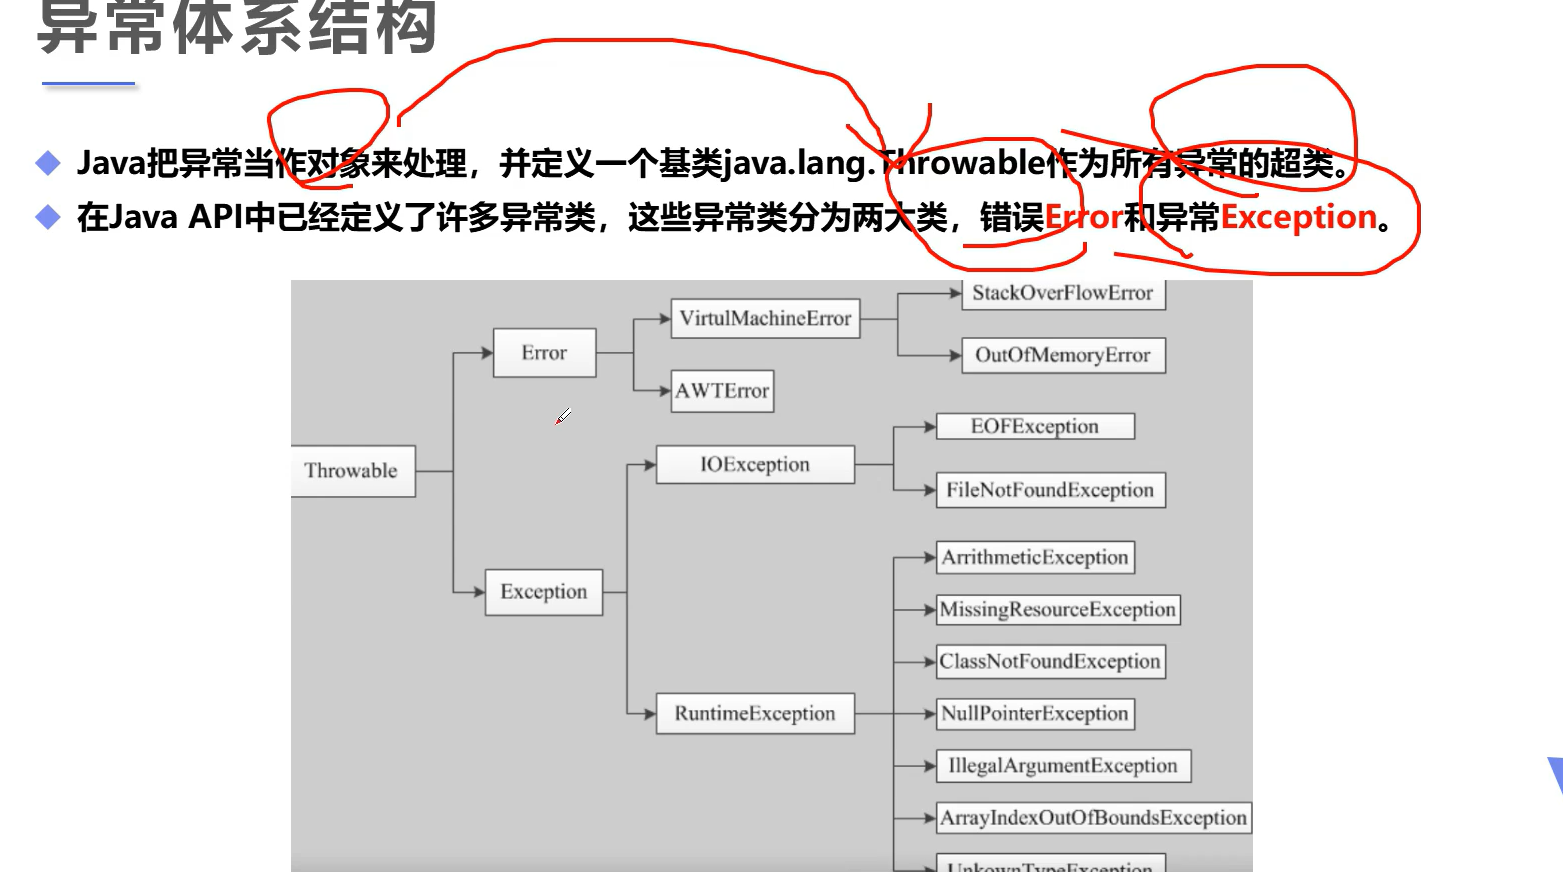 异常体系结构
Java把异常当作对象来处理，并定义一个基类java.lang.Throwable作为所有异常的超类。
在Java API中已经定义了许多异常类，这些异常类分为两大类，错误Error和异常Exception。
StackOverFlowError
VirtulMachineError
Error
OutOfMemoryError
AWTError
EOFException
IOException
Throwable
FileNotFoundException
ArrithmeticException
Exception
MissingResourceException
ClassNotFoundException
RuntimeException
NullPointerException
IllegalArgumentException
ArrayIndexOutOfBoundsException
UnkownTypeException